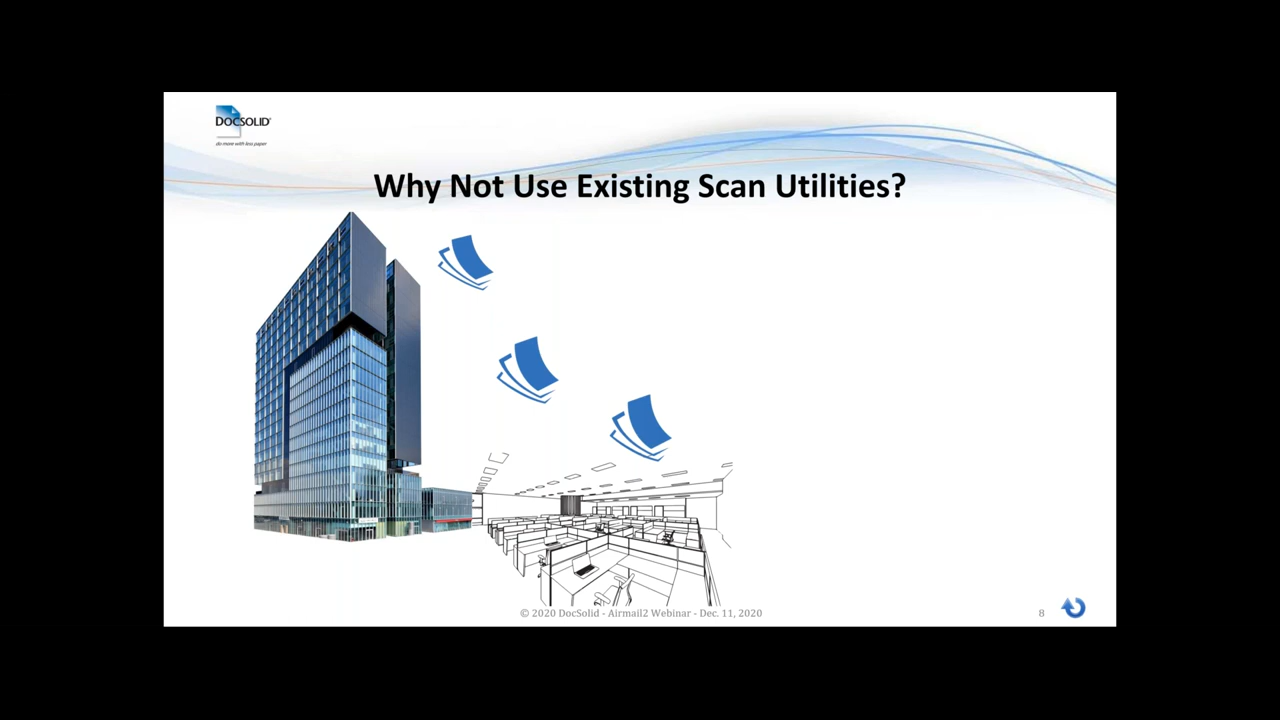 DOCSOLID®
do more with less paper
Why Not Use Existing Scan Utilities?
© 2020 DocSolid - Airmail2 Webinar - Dec. 11, 2020
8